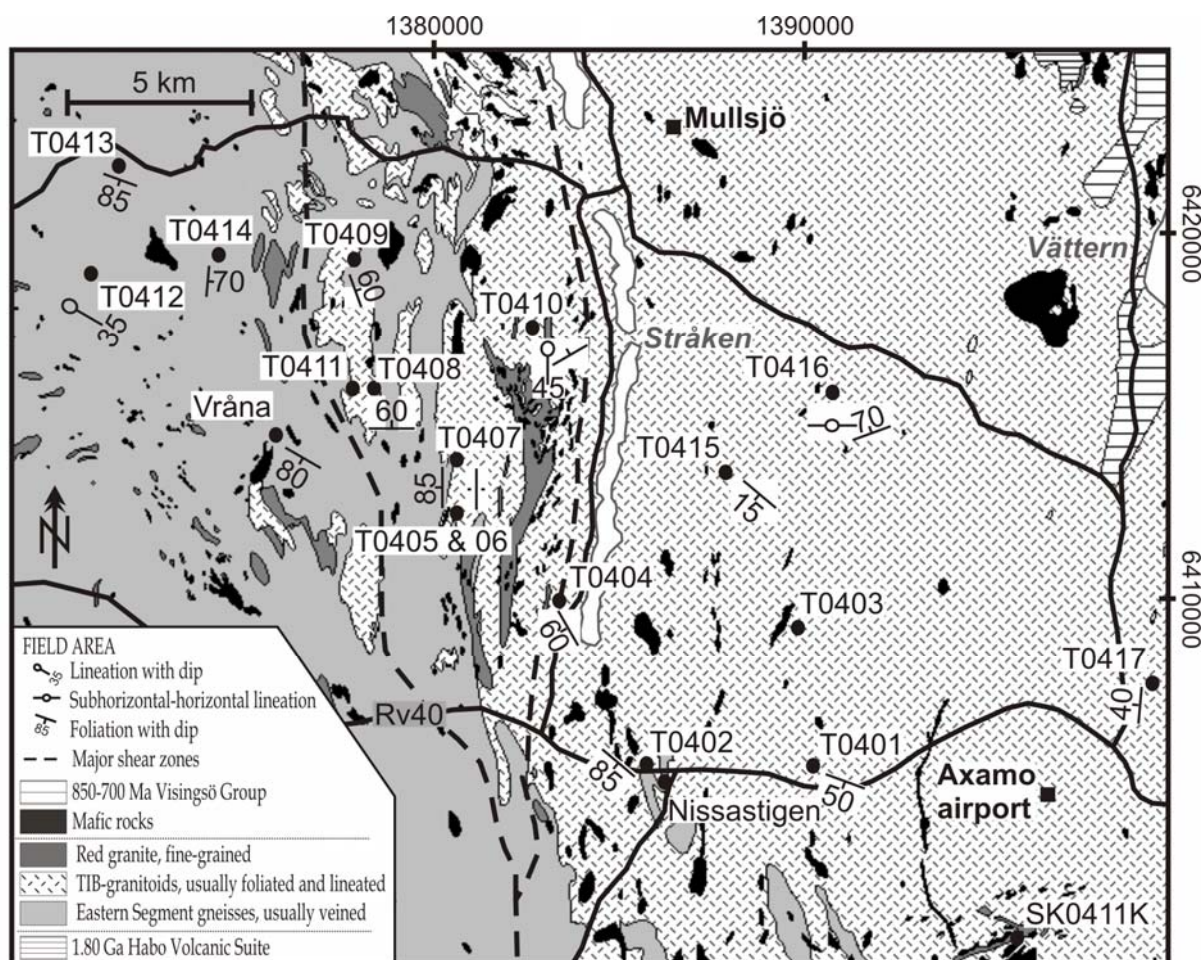 1380000
1390000
5 km
Mullsjö
T0413
6420000
T0414
T0409
85
Vättern
70
60
T0412
T0410
35
Stråken
T0416
T0411
T0408
45
60
70
Vråna
T0407
T0415
80
85
15
T0405 & 06
N
T0404
6410000
T0403
60
T0417
FIELD AREA
35
Lineation with dip
40
Subhorizontal-horizontal lineation
Rv40
85
Foliation with dip
T0402
T0401
Major shear zones
85
50
Axamo
airport
850-700 Ma Visingsö Group
Nissastigen
Mafic rocks
Red granite, fine-grained
TIB-granitoids, usually foliated and lineated
Eastern Segment gneisses, usually veined
SK0411K
1.80 Ga Habo Volcanic Suite